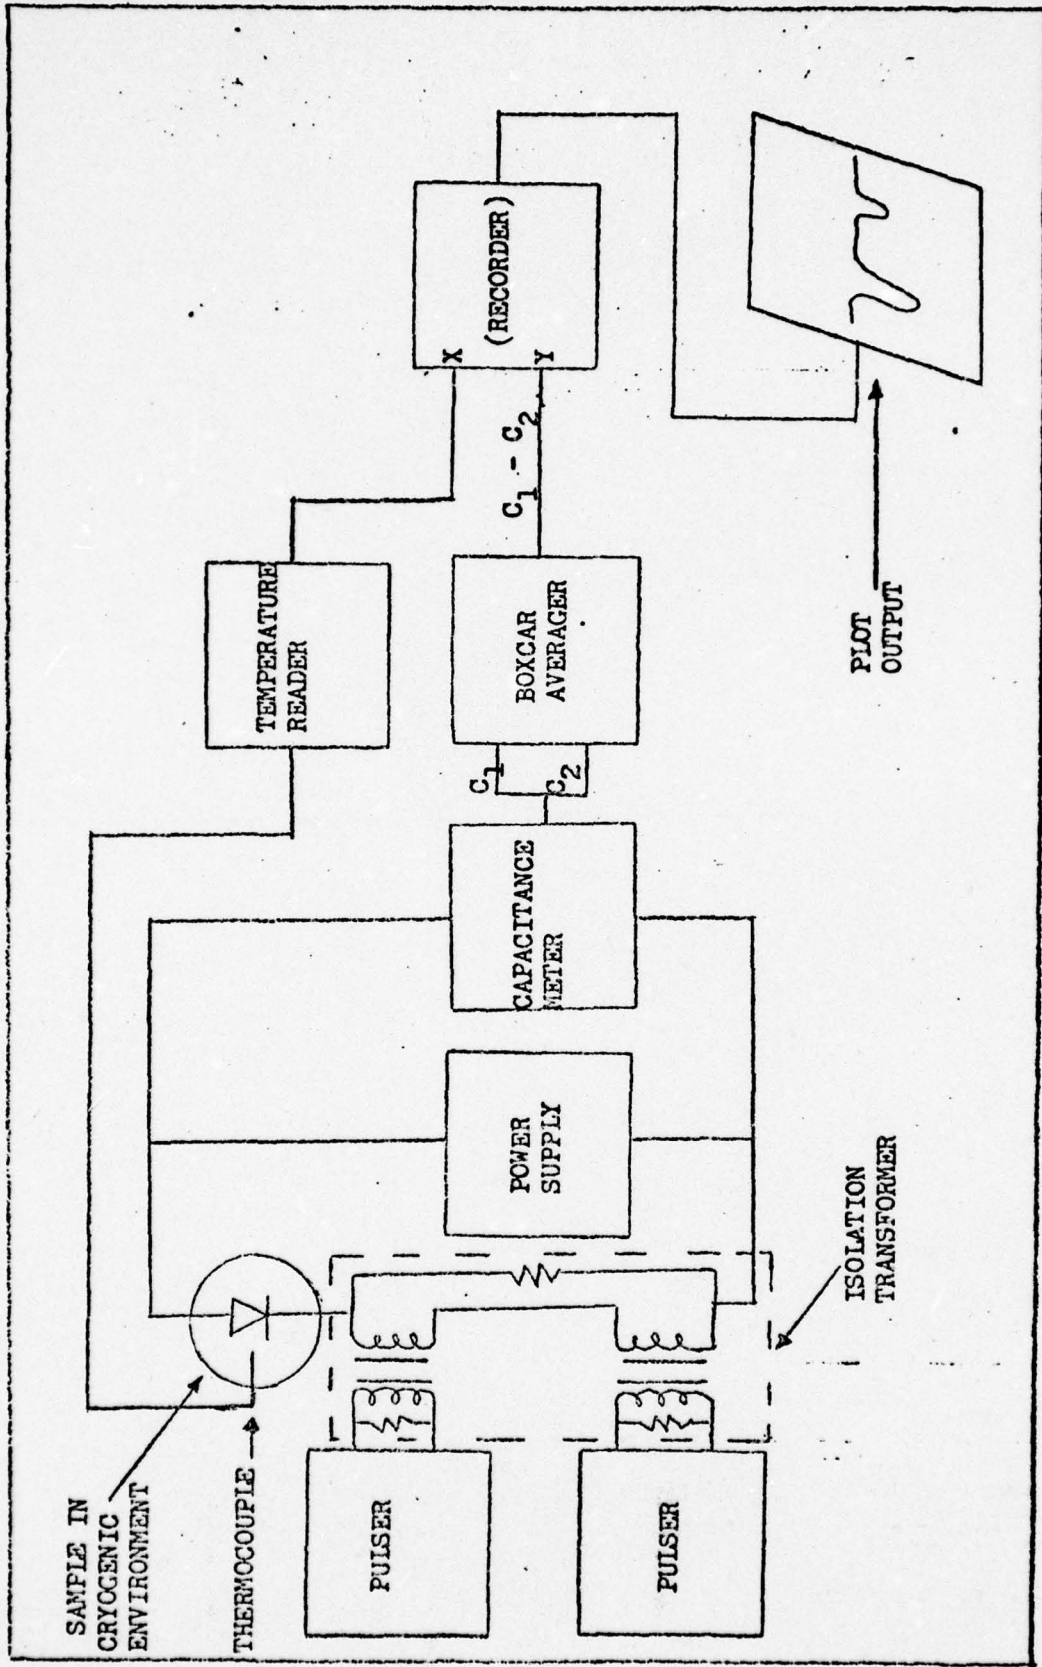 SAMPLE IN
CRYOGENIC
ENVIRONMENT
THERMOCOUPLE
PULSER
PULSER
ISOLATION
TRANSFORMER
POWER
SUPPLY
CAPACITANCE
METER
C1
C2
BOXCAR
AVERAGER
TEMPERATURE
READER
C1 - C2
X
Y
(RECORDER)
PLOT
OUTPUT